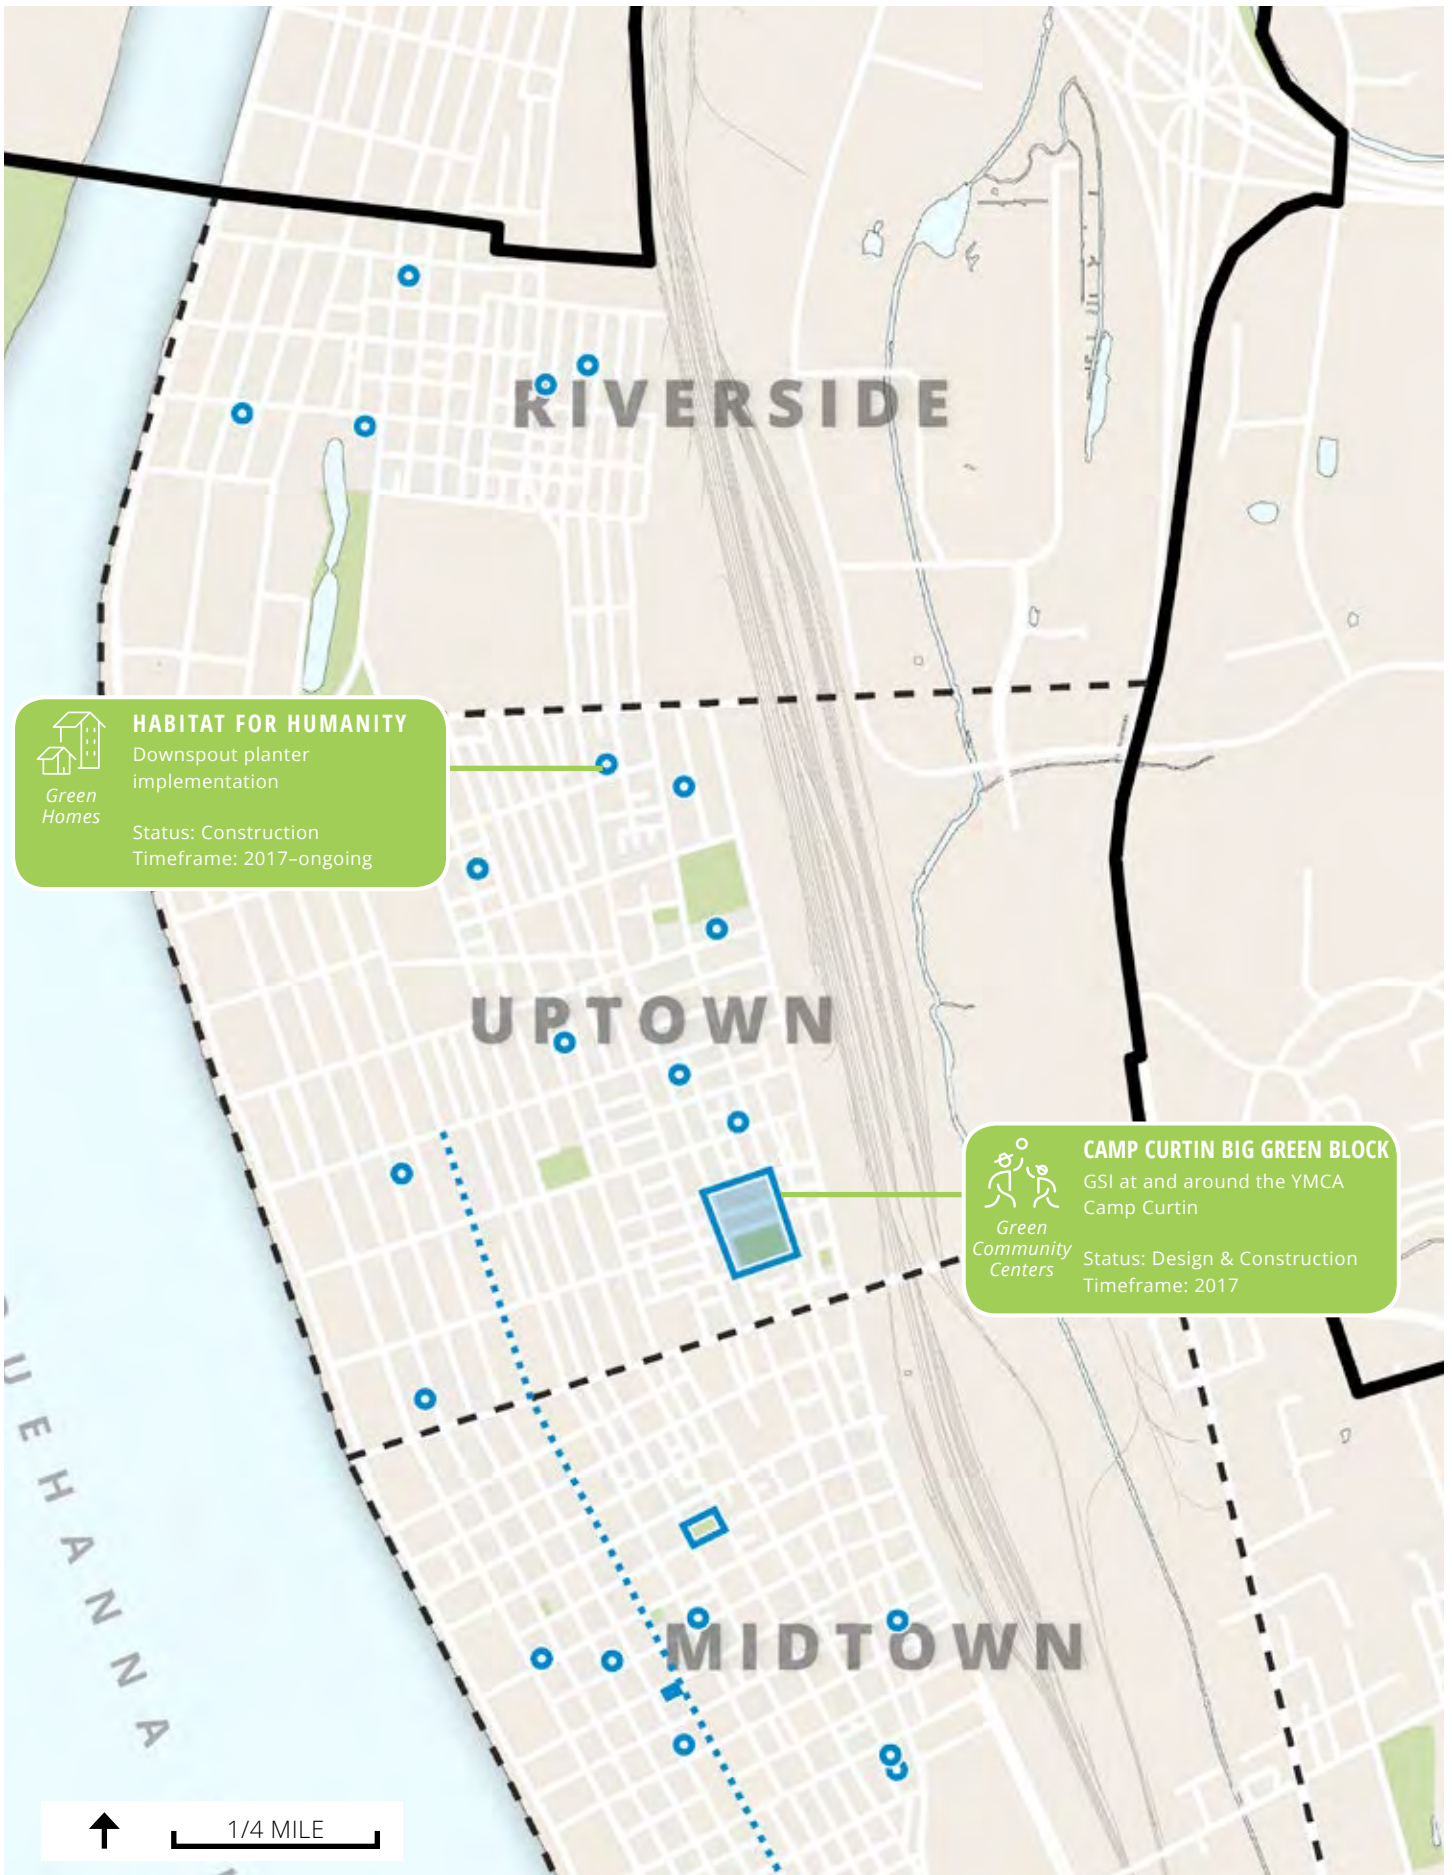 RIVERSIDE
HABITAT FOR HUMANITY
Downspout planter
implementation
Status: Construction
Timeframe: 2017–ongoing
Green
Homes
UPTOWN
CAMP CURTIN BIG GREEN BLOCK
GSI at and around the YMCA
Camp Curtin
Status: Design & Construction
Timeframe: 2017
Green
Community
Centers
UEHANNA
MIDTOWN
1/4 MILE